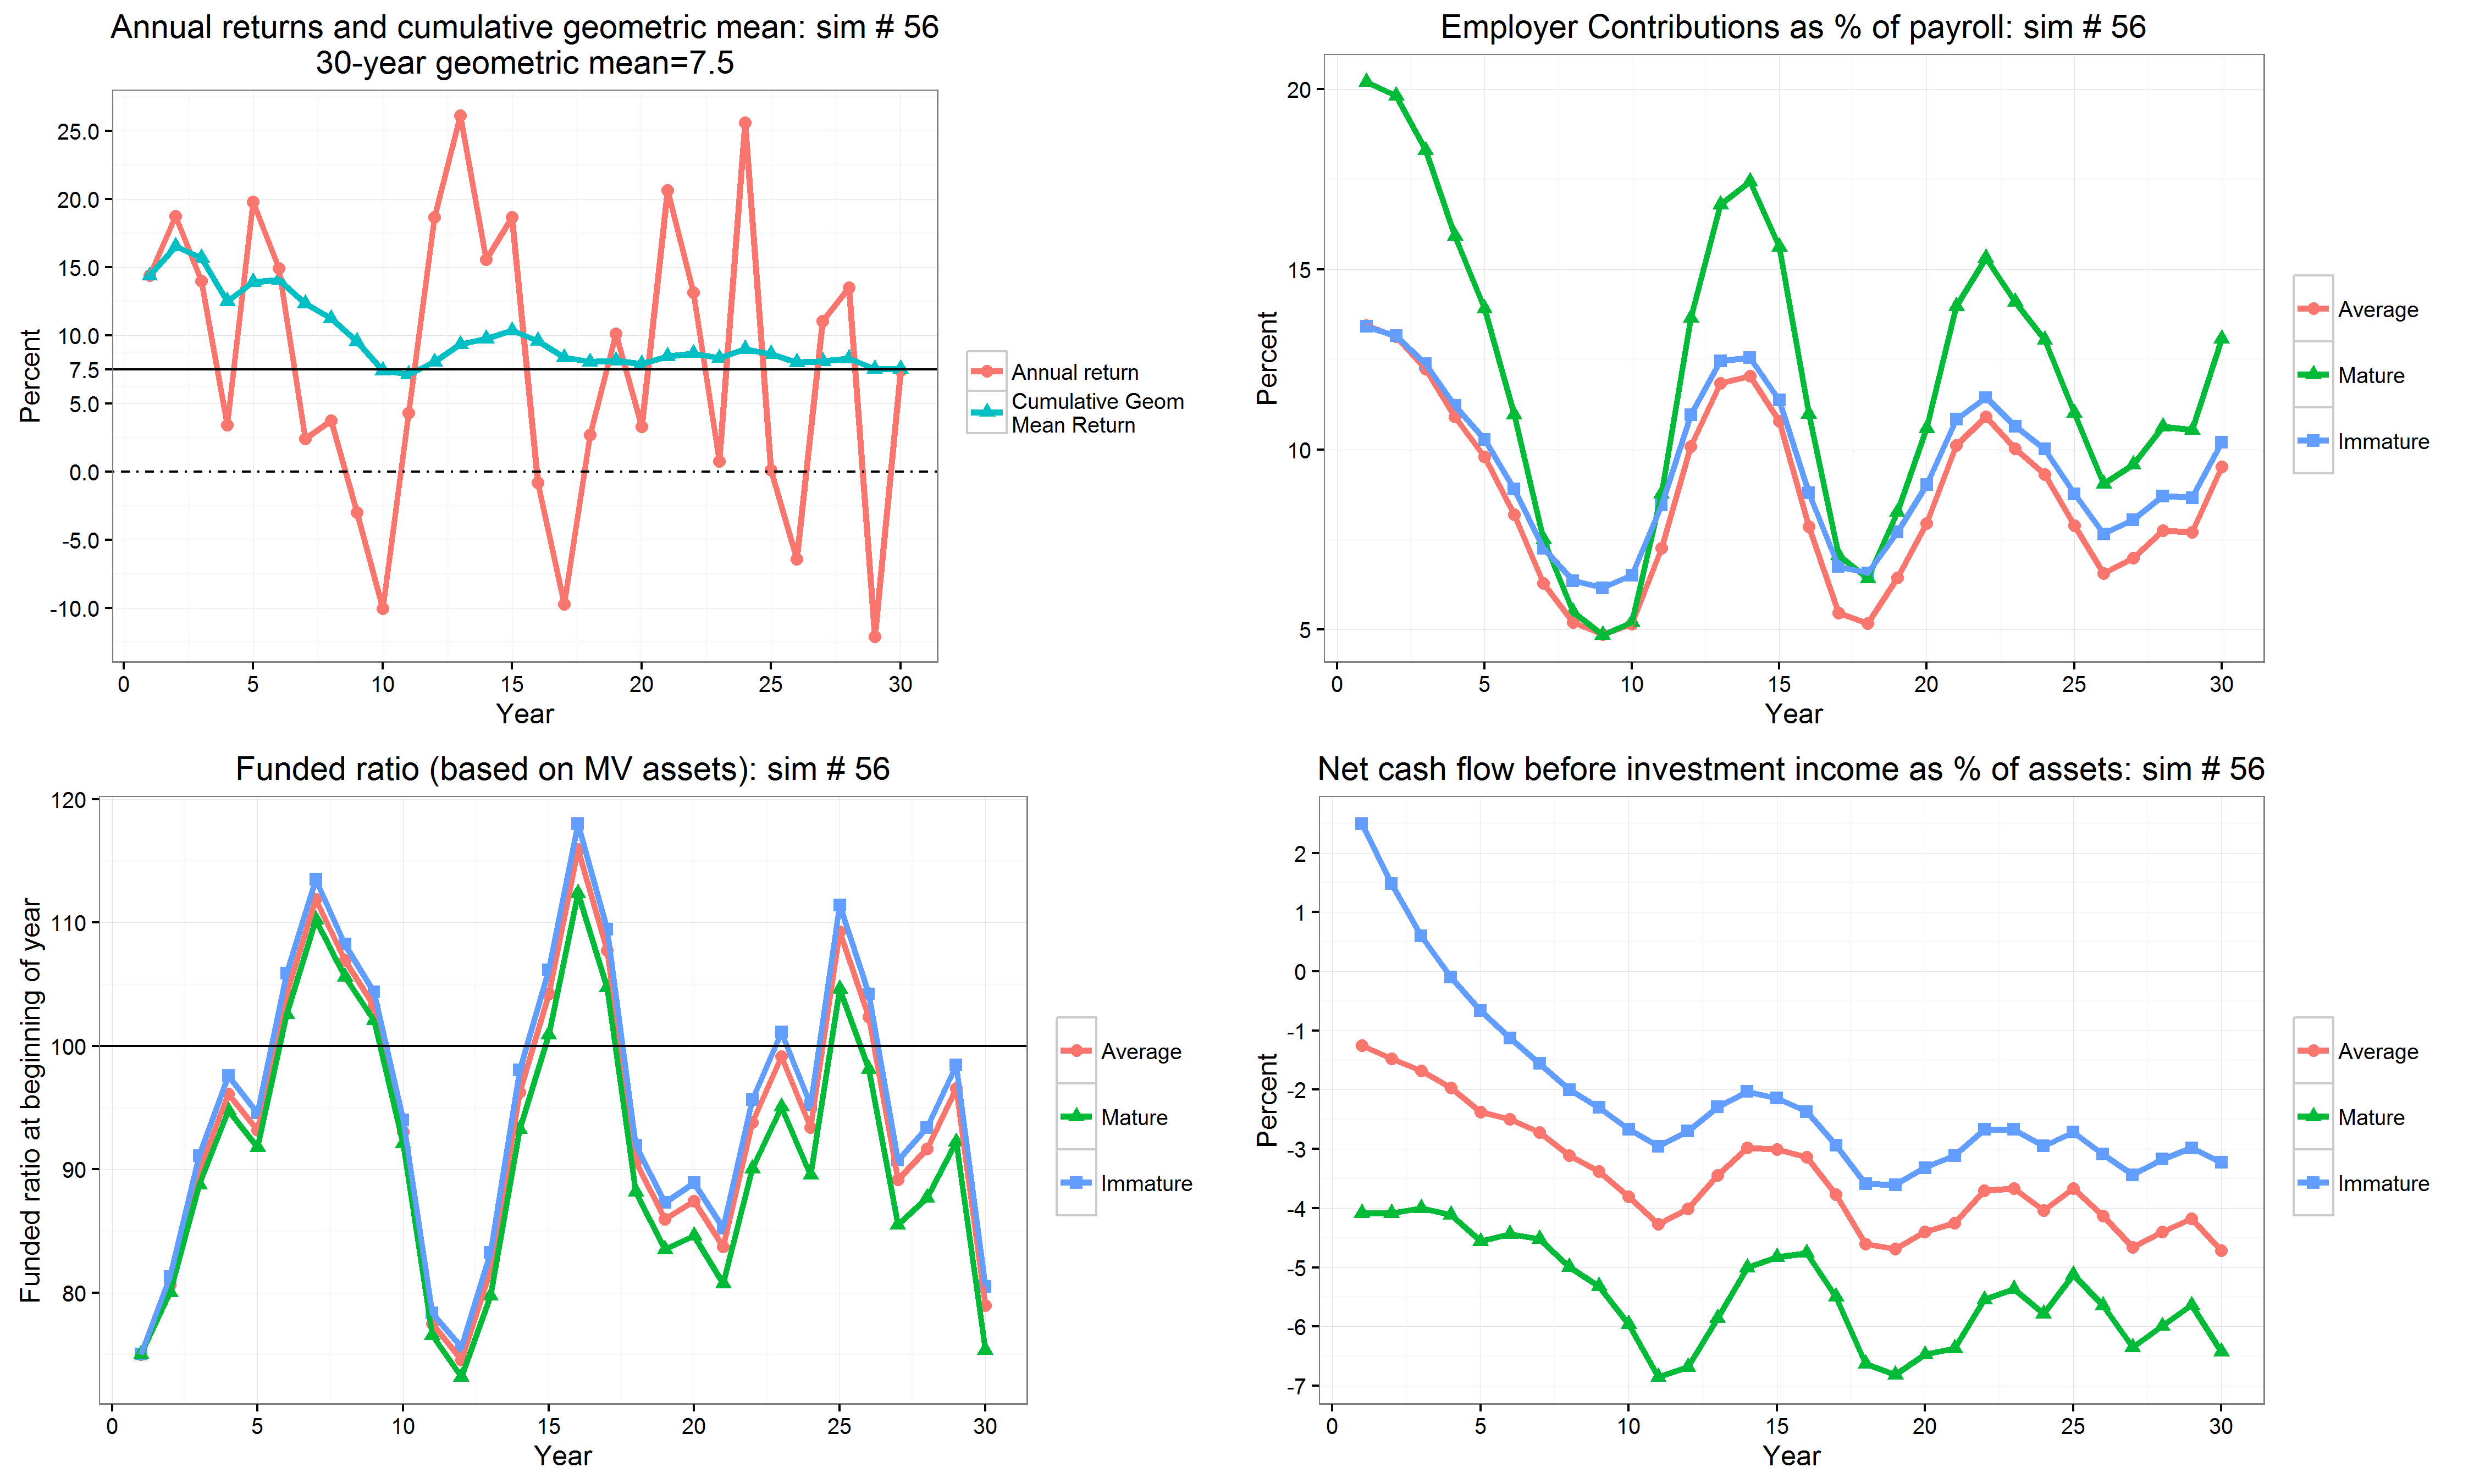 Annual returns and cumulative geometric mean: sim # 56
30-year geometric mean=7.5
Percent
25.0
20.0
15.0
10.0
7.5
5.0
0.0
-5.0
-10.0
0 5 10 15 20 25 30
Year
Annual return
Cumulative Geom
Mean Return
Employer Contributions as % of payroll: sim # 56
Percent
20
15
10
5
0 5 10 15 20 25 30
Year
Average
Mature
Immature
Funded ratio (based on MV assets): sim # 56
Funded ratio at beginning of year
120
110
100
90
80
0 5 10 15 20 25 30
Year
Average
Mature
Immature
Net cash flow before investment income as % of assets: sim # 56
Percent
2
1
0
-1
-2
-3
-4
-5
-6
-7
0 5 10 15 20 25 30
Year
Average
Mature
Immature